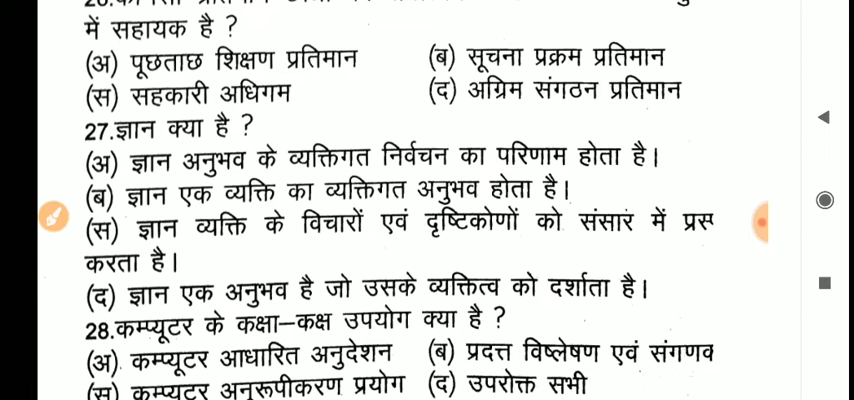 में सहायक है ?
(अ) पूछताछ शिक्षण प्रतिमान (ब) सूचना प्रक्रम प्रतिमान
(स) सहकारी अधिगम (द) अग्रिम संगठन प्रतिमान
27.ज्ञान क्या है ?
(अ) ज्ञान अनुभव के व्यक्तिगत निर्वचन का परिणाम होता है।
(ब) ज्ञान एक व्यक्ति का व्यक्तिगत अनुभव होता है।
(स) ज्ञान व्यक्ति के विचारों एवं दृष्टिकोणों को संसार में
करता है।
(द) ज्ञान एक अनुभव है जो उसके व्यक्तित्व को दर्शाता है।
28.कम्प्यूटर के कक्षा–कक्ष उपयोग क्या है ?
(अ). कम्प्यूटर आधारित अनुदेशन (ब) प्रदत्त विष्लेषण एवं
(स) कम्प्यूटर अनुरूपीकरण प्रयोग (द) उपरोक्त सभी